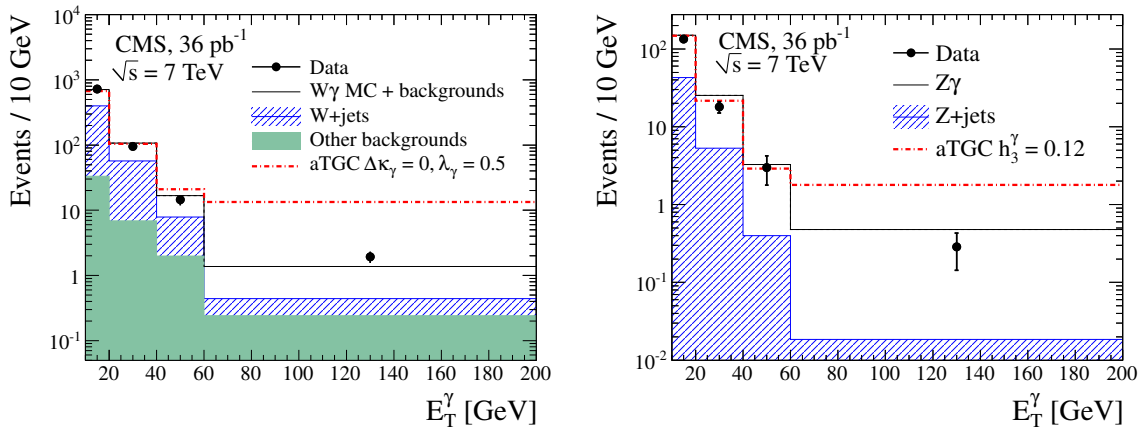 CMS, 36 pb⁻¹
√s = 7 TeV
Data
Wγ MC + backgrounds
W+jets
Other backgrounds
aTGC Δκ_γ = 0, λ_γ = 0.5
Events / 10 GeV
10⁴
10³
10²
10
1
10⁻¹
20 40 60 80 100 120 140 160 180 200
E_T^γ [GeV]
CMS, 36 pb⁻¹
√s = 7 TeV
Data
Zγ
Z+jets
aTGC h_3^γ = 0.12
Events / 10 GeV
10²
10
1
10⁻¹
10⁻²
20 40 60 80 100 120 140 160 180 200
E_T^γ [GeV]